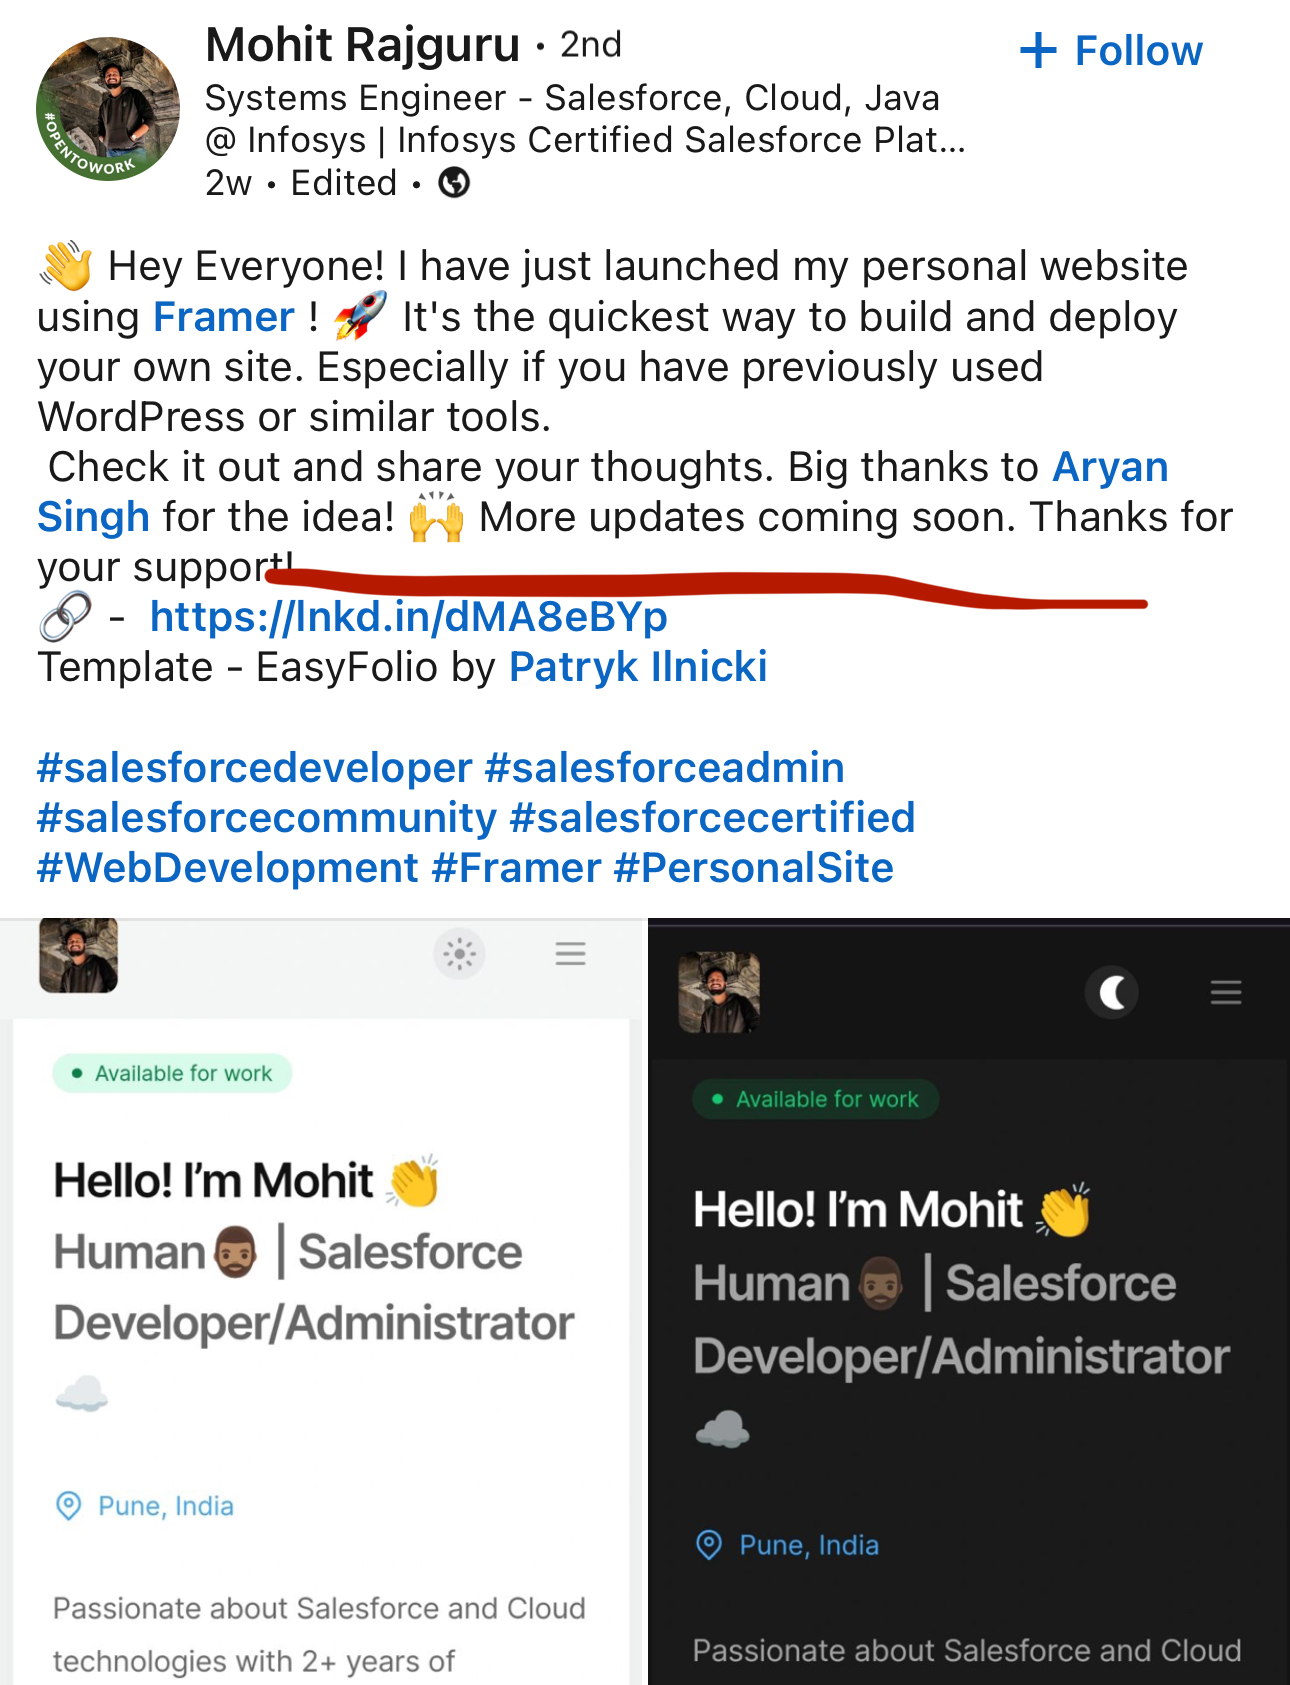 Mohit Rajguru · 2nd
+ Follow
Systems Engineer - Salesforce, Cloud, Java
@ Infosys | Infosys Certified Salesforce Plat...
2w • Edited •
#OPENTOWORK
👋 Hey Everyone! I have just launched my personal website
using Framer ! 🚀 It's the quickest way to build and deploy
your own site. Especially if you have previously used
WordPress or similar tools.
Check it out and share your thoughts. Big thanks to Aryan
Singh for the idea! 🙌 More updates coming soon. Thanks for
your support!
🔗 - https://lnkd.in/dMA8eBYp
Template - EasyFolio by Patryk Ilnicki
#salesforcedeveloper #salesforceadmin
#salesforcecommunity #salesforcecertified
#WebDevelopment #Framer #PersonalSite
• Available for work
Hello! I'm Mohit 👏
Human🧔🏾 | Salesforce
Developer/Administrator
☁️
Pune, India
Passionate about Salesforce and Cloud
technologies with 2+ years of
• Available for work
Hello! I'm Mohit 👏
Human🧔🏾 | Salesforce
Developer/Administrator
☁️
Pune, India
Passionate about Salesforce and Cloud